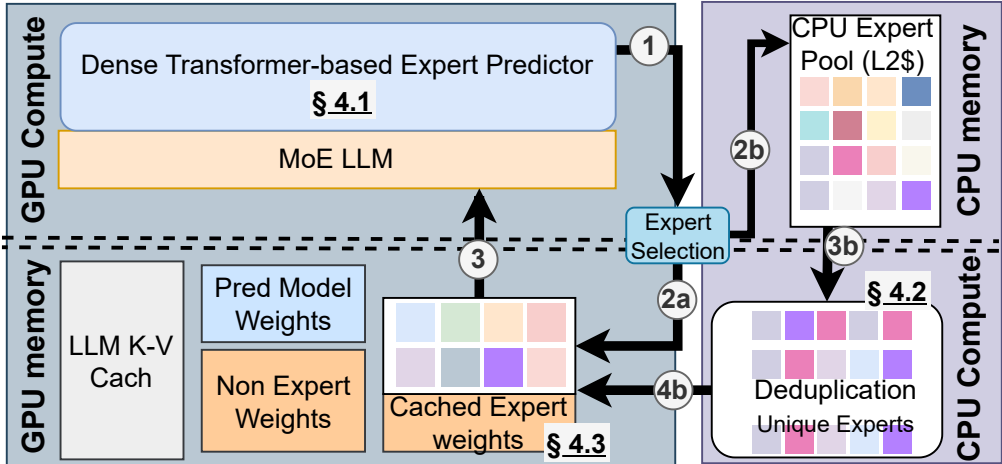 GPU Compute
Dense Transformer-based Expert Predictor
§ 4.1
MoE LLM
1
CPU Expert
Pool (L2$)
CPU memory
2b
Expert
Selection
3
2a
3b
GPU memory
LLM K-V
Cach
Pred Model
Weights
Non Expert
Weights
Cached Expert
weights
§ 4.3
4b
§ 4.2
Deduplication
Unique Experts
CPU Compute